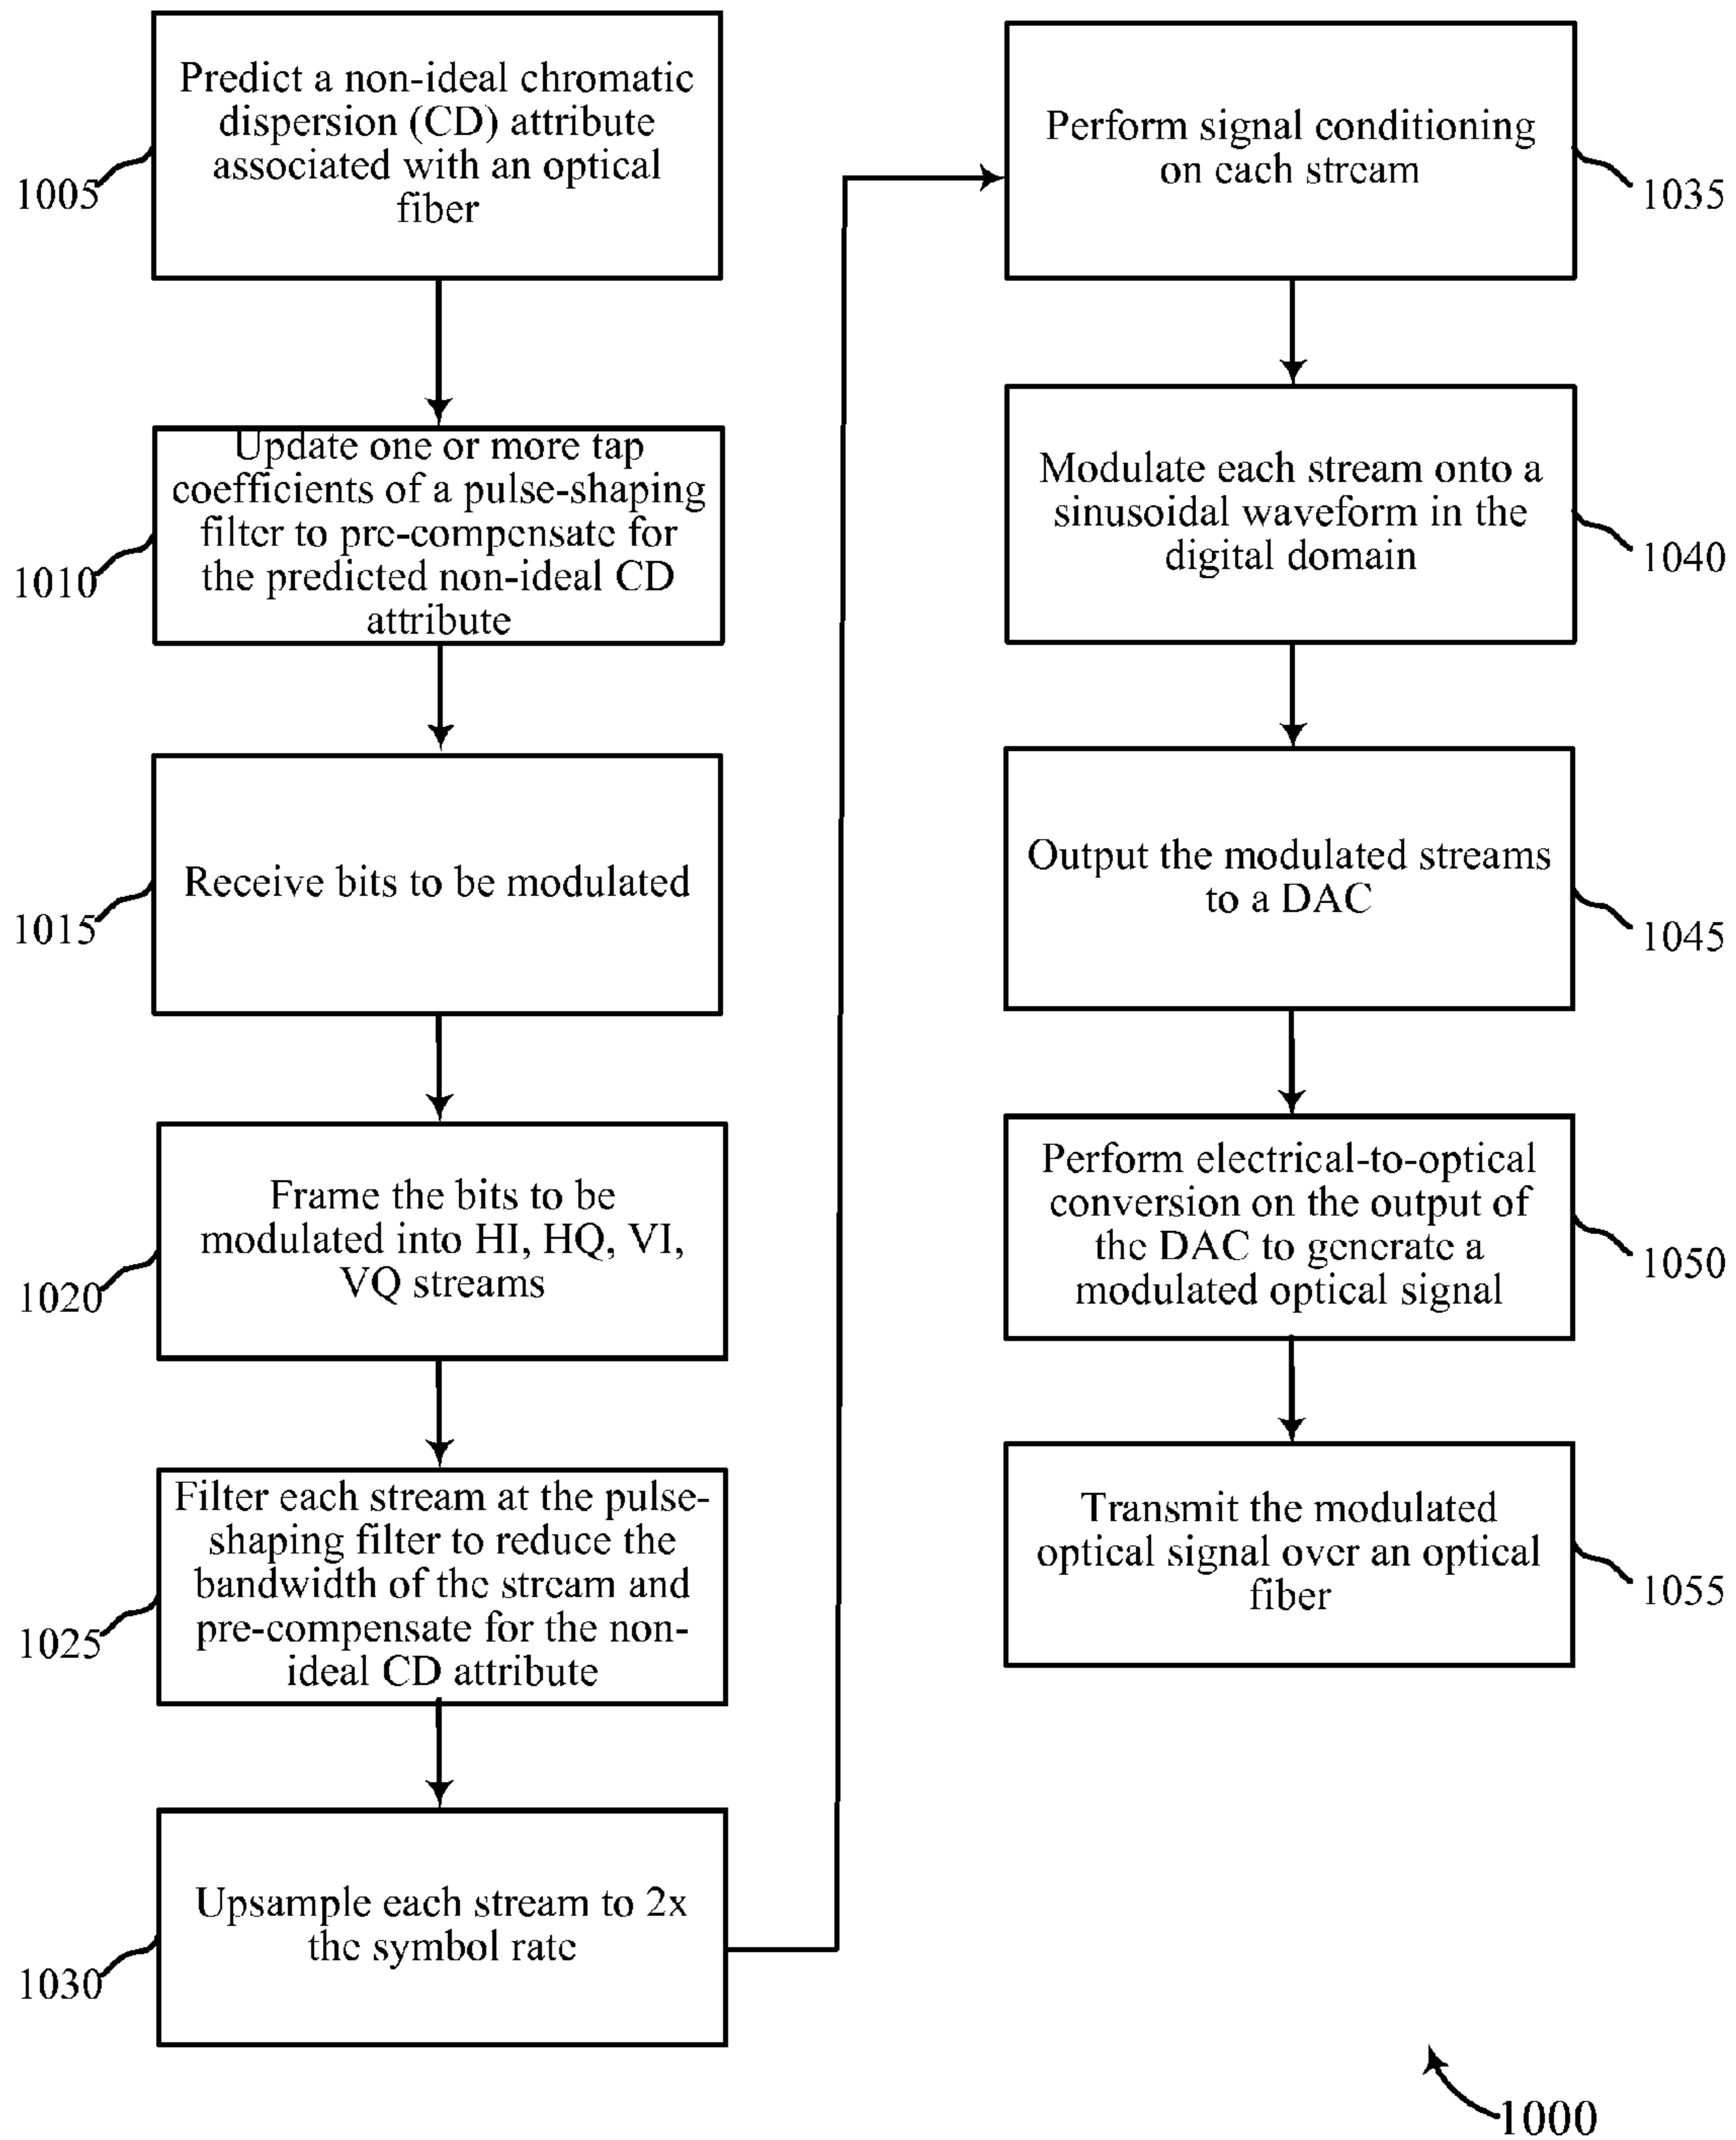 Predict a non-ideal chromatic
dispersion (CD) attribute
associated with an optical
fiber
1005
Update one or more tap
coefficients of a pulse-shaping
filter to pre-compensate for
the predicted non-ideal CD
attribute
1010
Receive bits to be modulated
1015
Frame the bits to be
modulated into HI, HQ, VI,
VQ streams
1020
Filter each stream at the pulse-
shaping filter to reduce the
bandwidth of the stream and
pre-compensate for the non-
ideal CD attribute
1025
Upsample each stream to 2x
the symbol rate
1030
Perform signal conditioning
on each stream
1035
Modulate each stream onto a
sinusoidal waveform in the
digital domain
1040
Output the modulated streams
to a DAC
1045
Perform electrical-to-optical
conversion on the output of
the DAC to generate a
modulated optical signal
1050
Transmit the modulated
optical signal over an optical
fiber
1055
1000